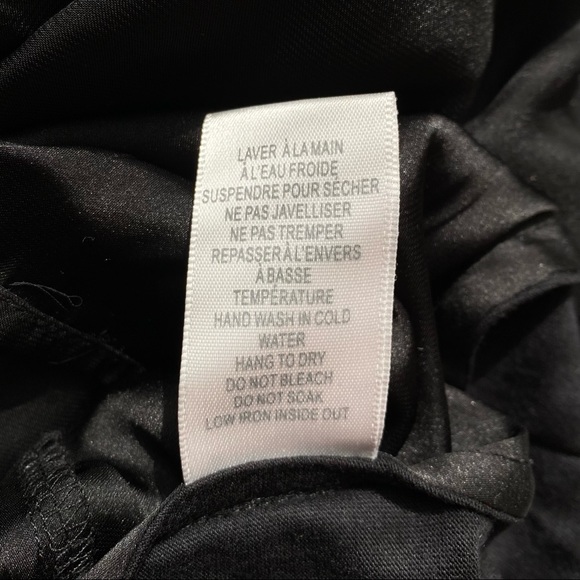 LAVER À LA MAIN
À L'EAU FROIDE
SUSPENDRE POUR SÉCHER
NE PAS JAVELLISER
NE PAS TREMPER
REPASSER À L'ENVERS
À BASSE
TEMPÉRATURE
HAND WASH IN COLD
WATER
HANG TO DRY
DO NOT BLEACH
DO NOT SOAK
LOW IRON INSIDE OUT